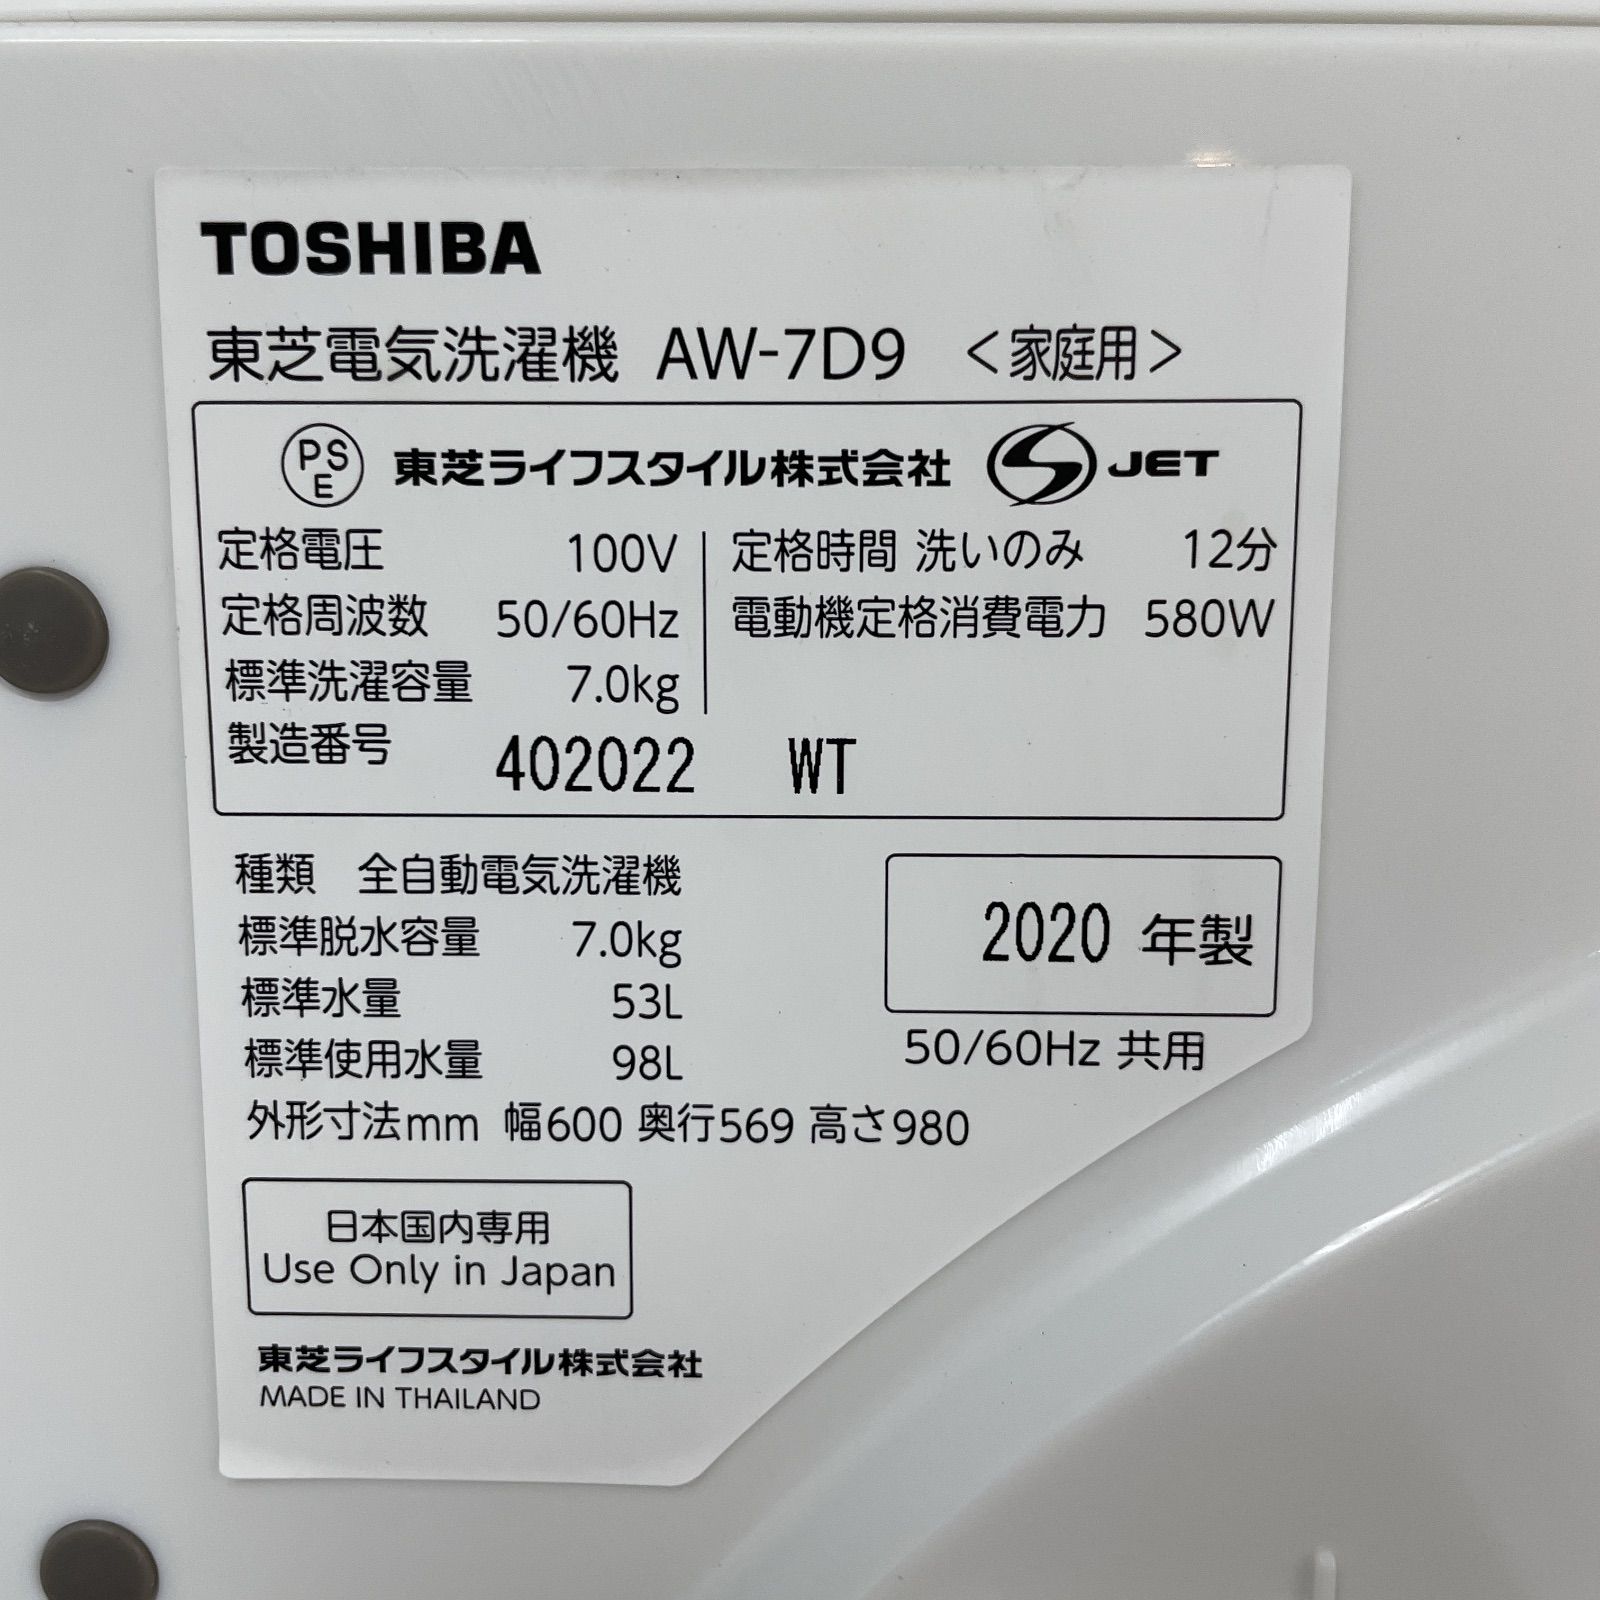 TOSHIBA
東芝電気洗濯機 AW-7D9 <家庭用>
PSE 東芝ライフスタイル株式会社 S JET
定格電圧 100V
定格周波数 50/60Hz
標準洗濯容量 7.0kg
定格時間 洗いのみ 12分
電動機定格消費電力 580W
製造番号 402022 WT
種類 全自動電気洗濯機
標準脱水容量 7.0kg
標準水量 53L
標準使用水量 98L
2020 年製
50/60Hz 共用
外形寸法mm 幅600 奥行569 高さ980
日本国内専用
Use Only in Japan
東芝ライフスタイル株式会社
MADE IN THAILAND